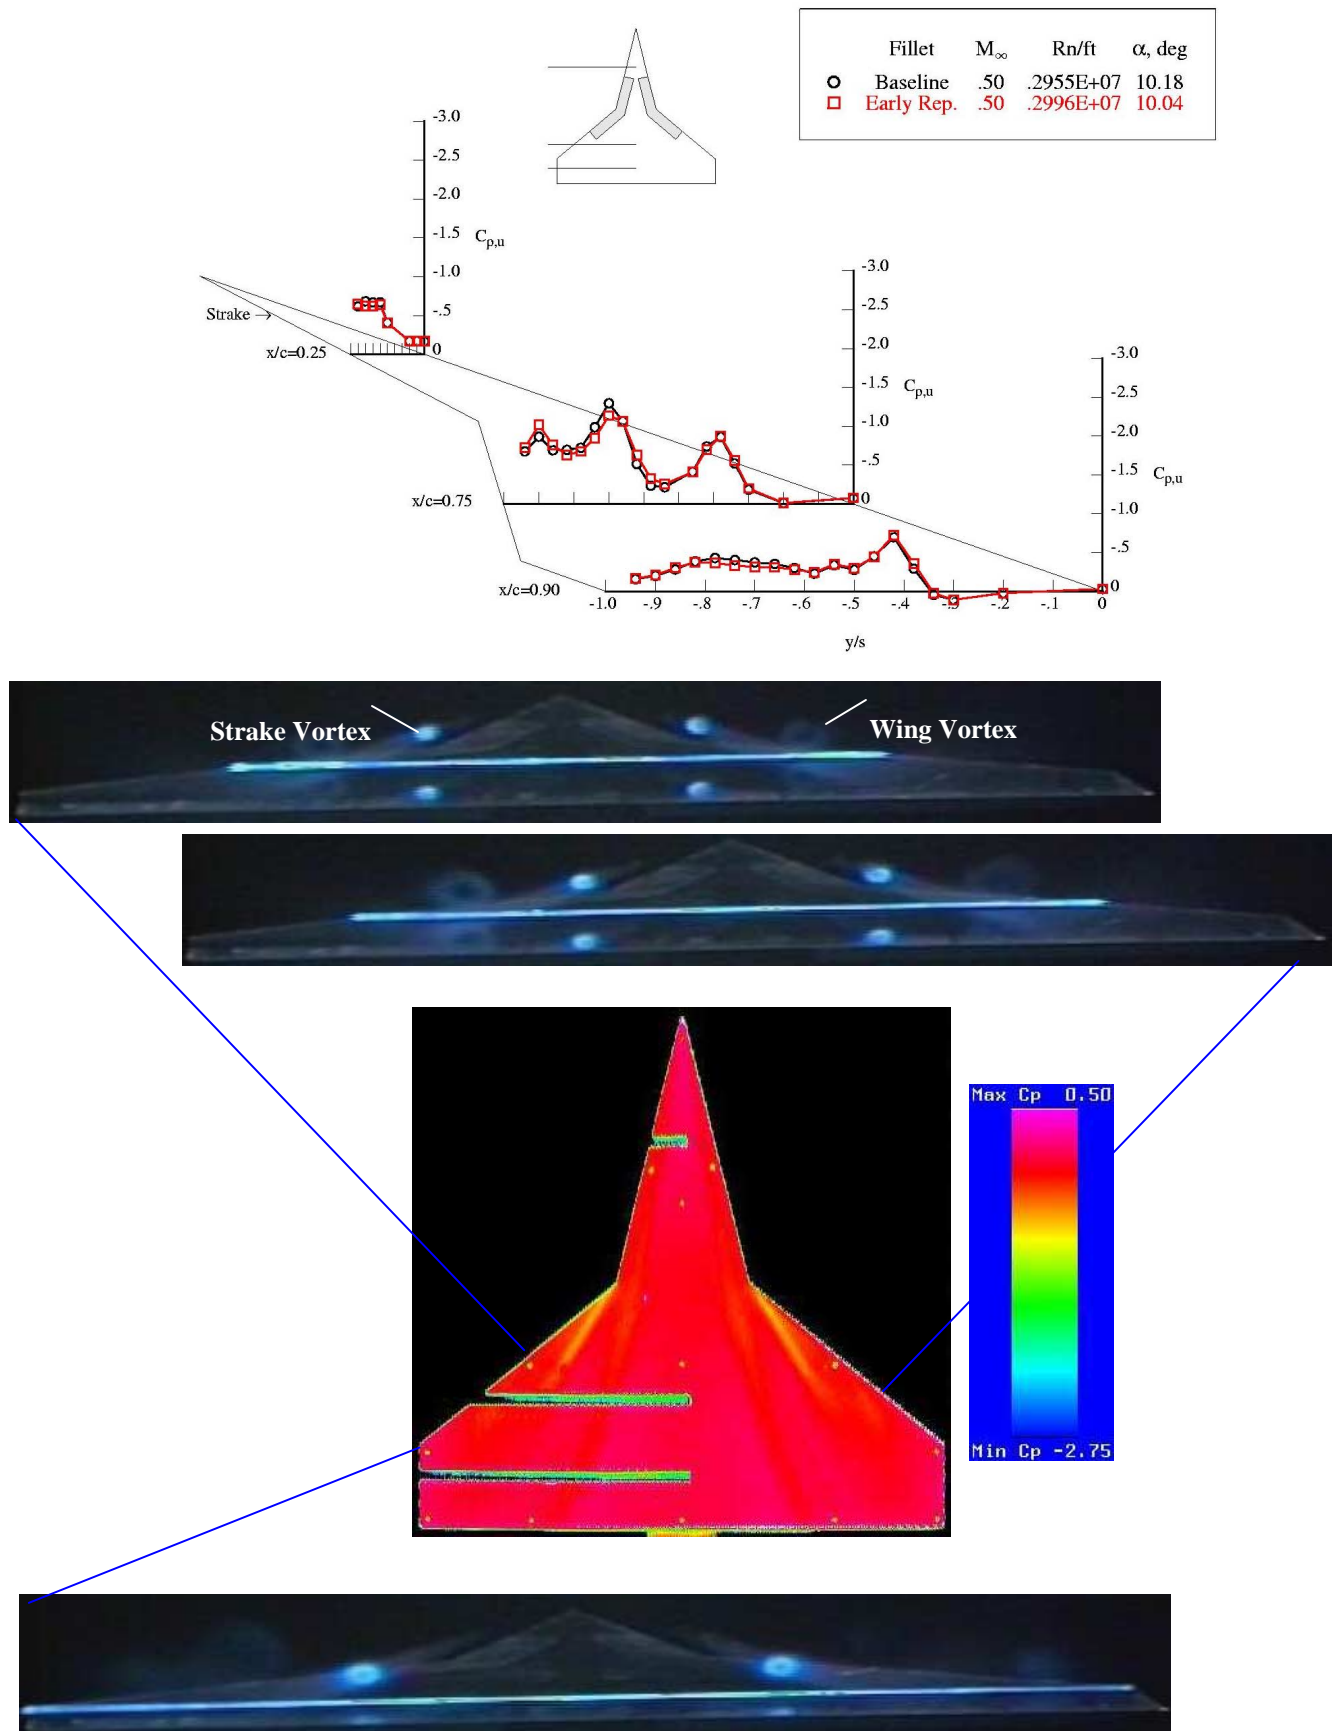 Fillet M∞ Rn/ft α, deg
Baseline .50 .2955E+07 10.18
Early Rep. .50 .2996E+07 10.04
-3.0
-2.5
-2.0
-1.5
Cp,u
-1.0
-.5
0
Strake →
x/c=0.25
-3.0
-2.5
-2.0
-1.5
Cp,u
-1.0
-.5
0
x/c=0.75
-3.0
-2.5
-2.0
-1.5
Cp,u
-1.0
-.5
0
x/c=0.90
-1.0 -.9 -.8 -.7 -.6 -.5 -.4 -.3 -.2 -.1 0
y/s
Strake Vortex
Wing Vortex
Max Cp 0.50
Min Cp -2.75